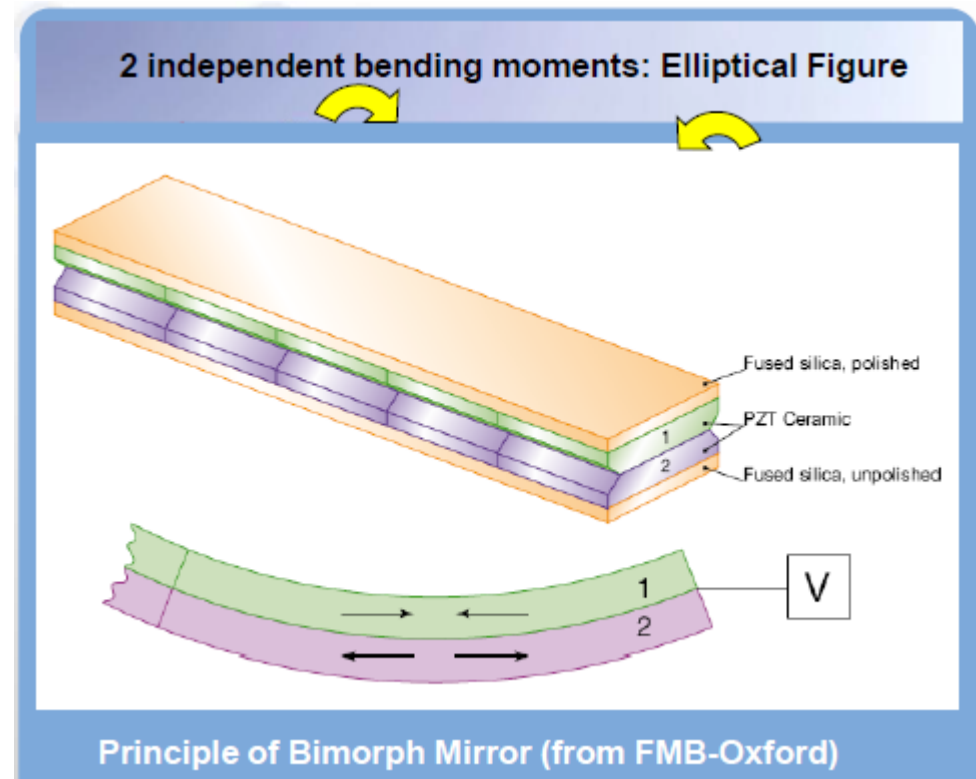 2 independent bending moments: Elliptical Figure
Fused silica, polished
PZT Ceramic
1
2
Fused silica, unpolished
1
V
2
Principle of Bimorph Mirror (from FMB-Oxford)